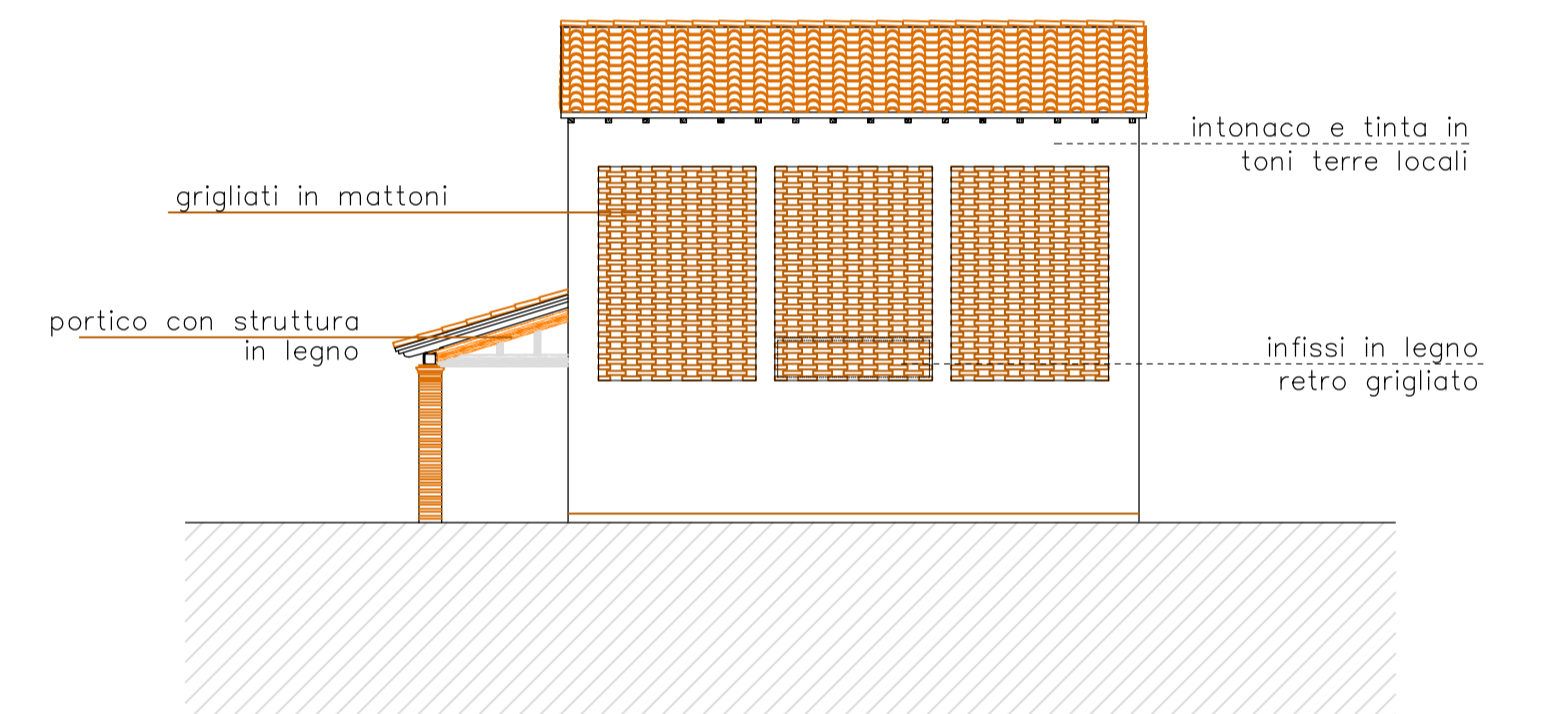 intonaco e tinta in
toni terre locali
grigliati in mattoni
portico con struttura
in legno
infissi in legno
retro grigliato